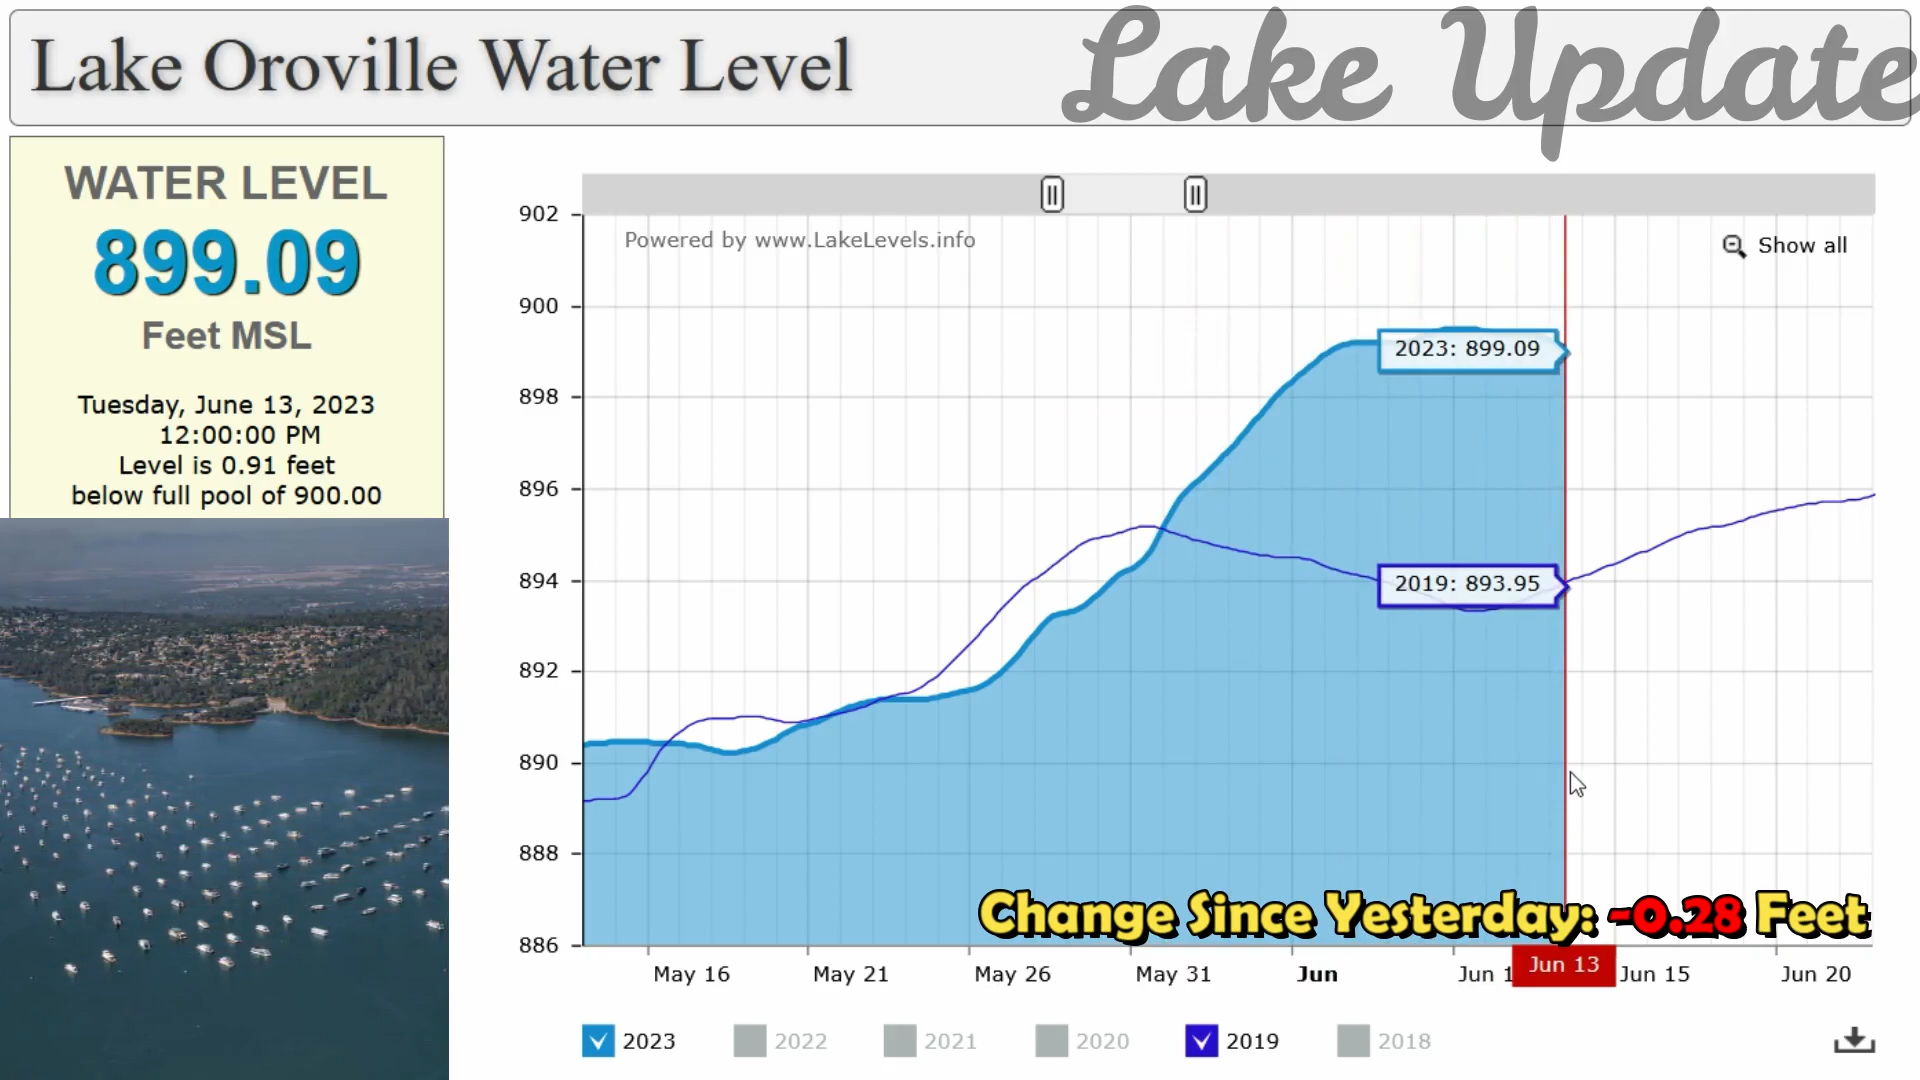 Lake Oroville Water Level
Lake Update
WATER LEVEL
899.09
Feet MSL
Tuesday, June 13, 2023
12:00:00 PM
Level is 0.91 feet
below full pool of 900.00
Powered by www.LakeLevels.info
Show all
902
900
898
896
894
892
890
888
886
2023: 899.09
2019: 893.95
Change Since Yesterday: -0.28 Feet
May 16 May 21 May 26 May 31 Jun Jun 1 Jun 13 Jun 15 Jun 20
2023 2022 2021 2020 2019 2018